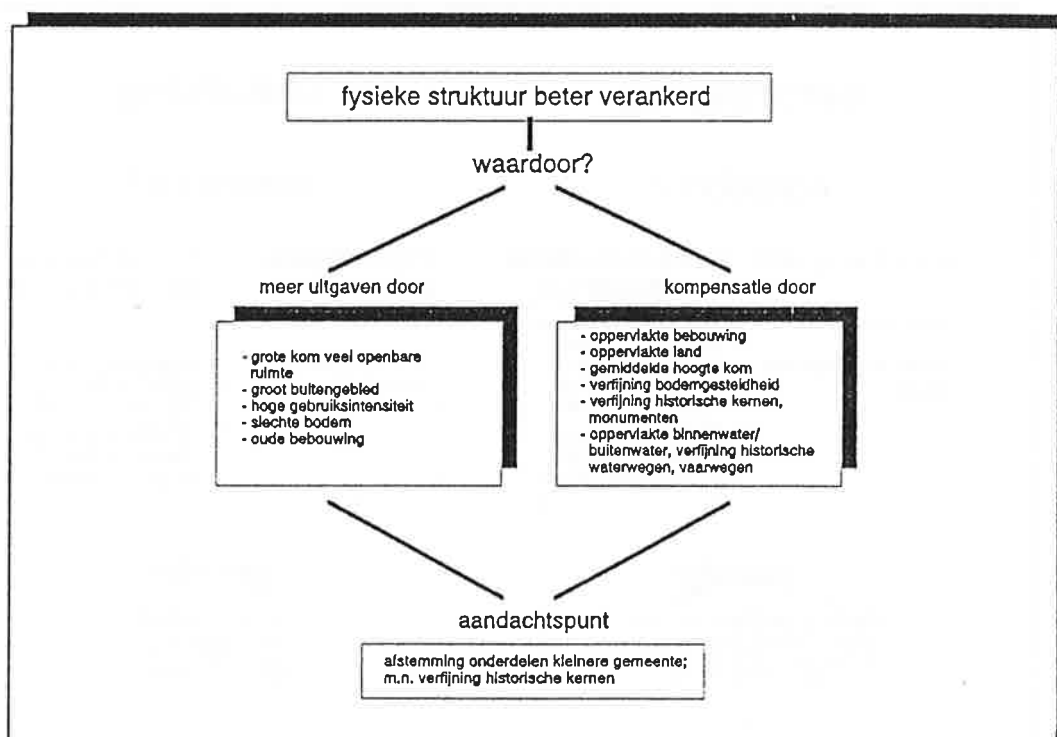 fysieke struktuur beter verankerd
waardoor?
meer uitgaven door
- grote kom veel openbare
ruimte
- groot buitengebied
- hoge gebruiksintensiteit
- slechte bodem
- oude bebouwing
kompensatie door
- oppervlakte bebouwing
- oppervlakte land
- gemiddelde hoogte kom
- verfijning bodemgesteldheid
- verfijning historische kernen,
monumenten
- oppervlakte binnenwater/
buitenwater, verfijning historische
waterwegen, vaarwegen
aandachtspunt
afstemming onderdelen kleinere gemeente;
m.n. verfijning historische kernen